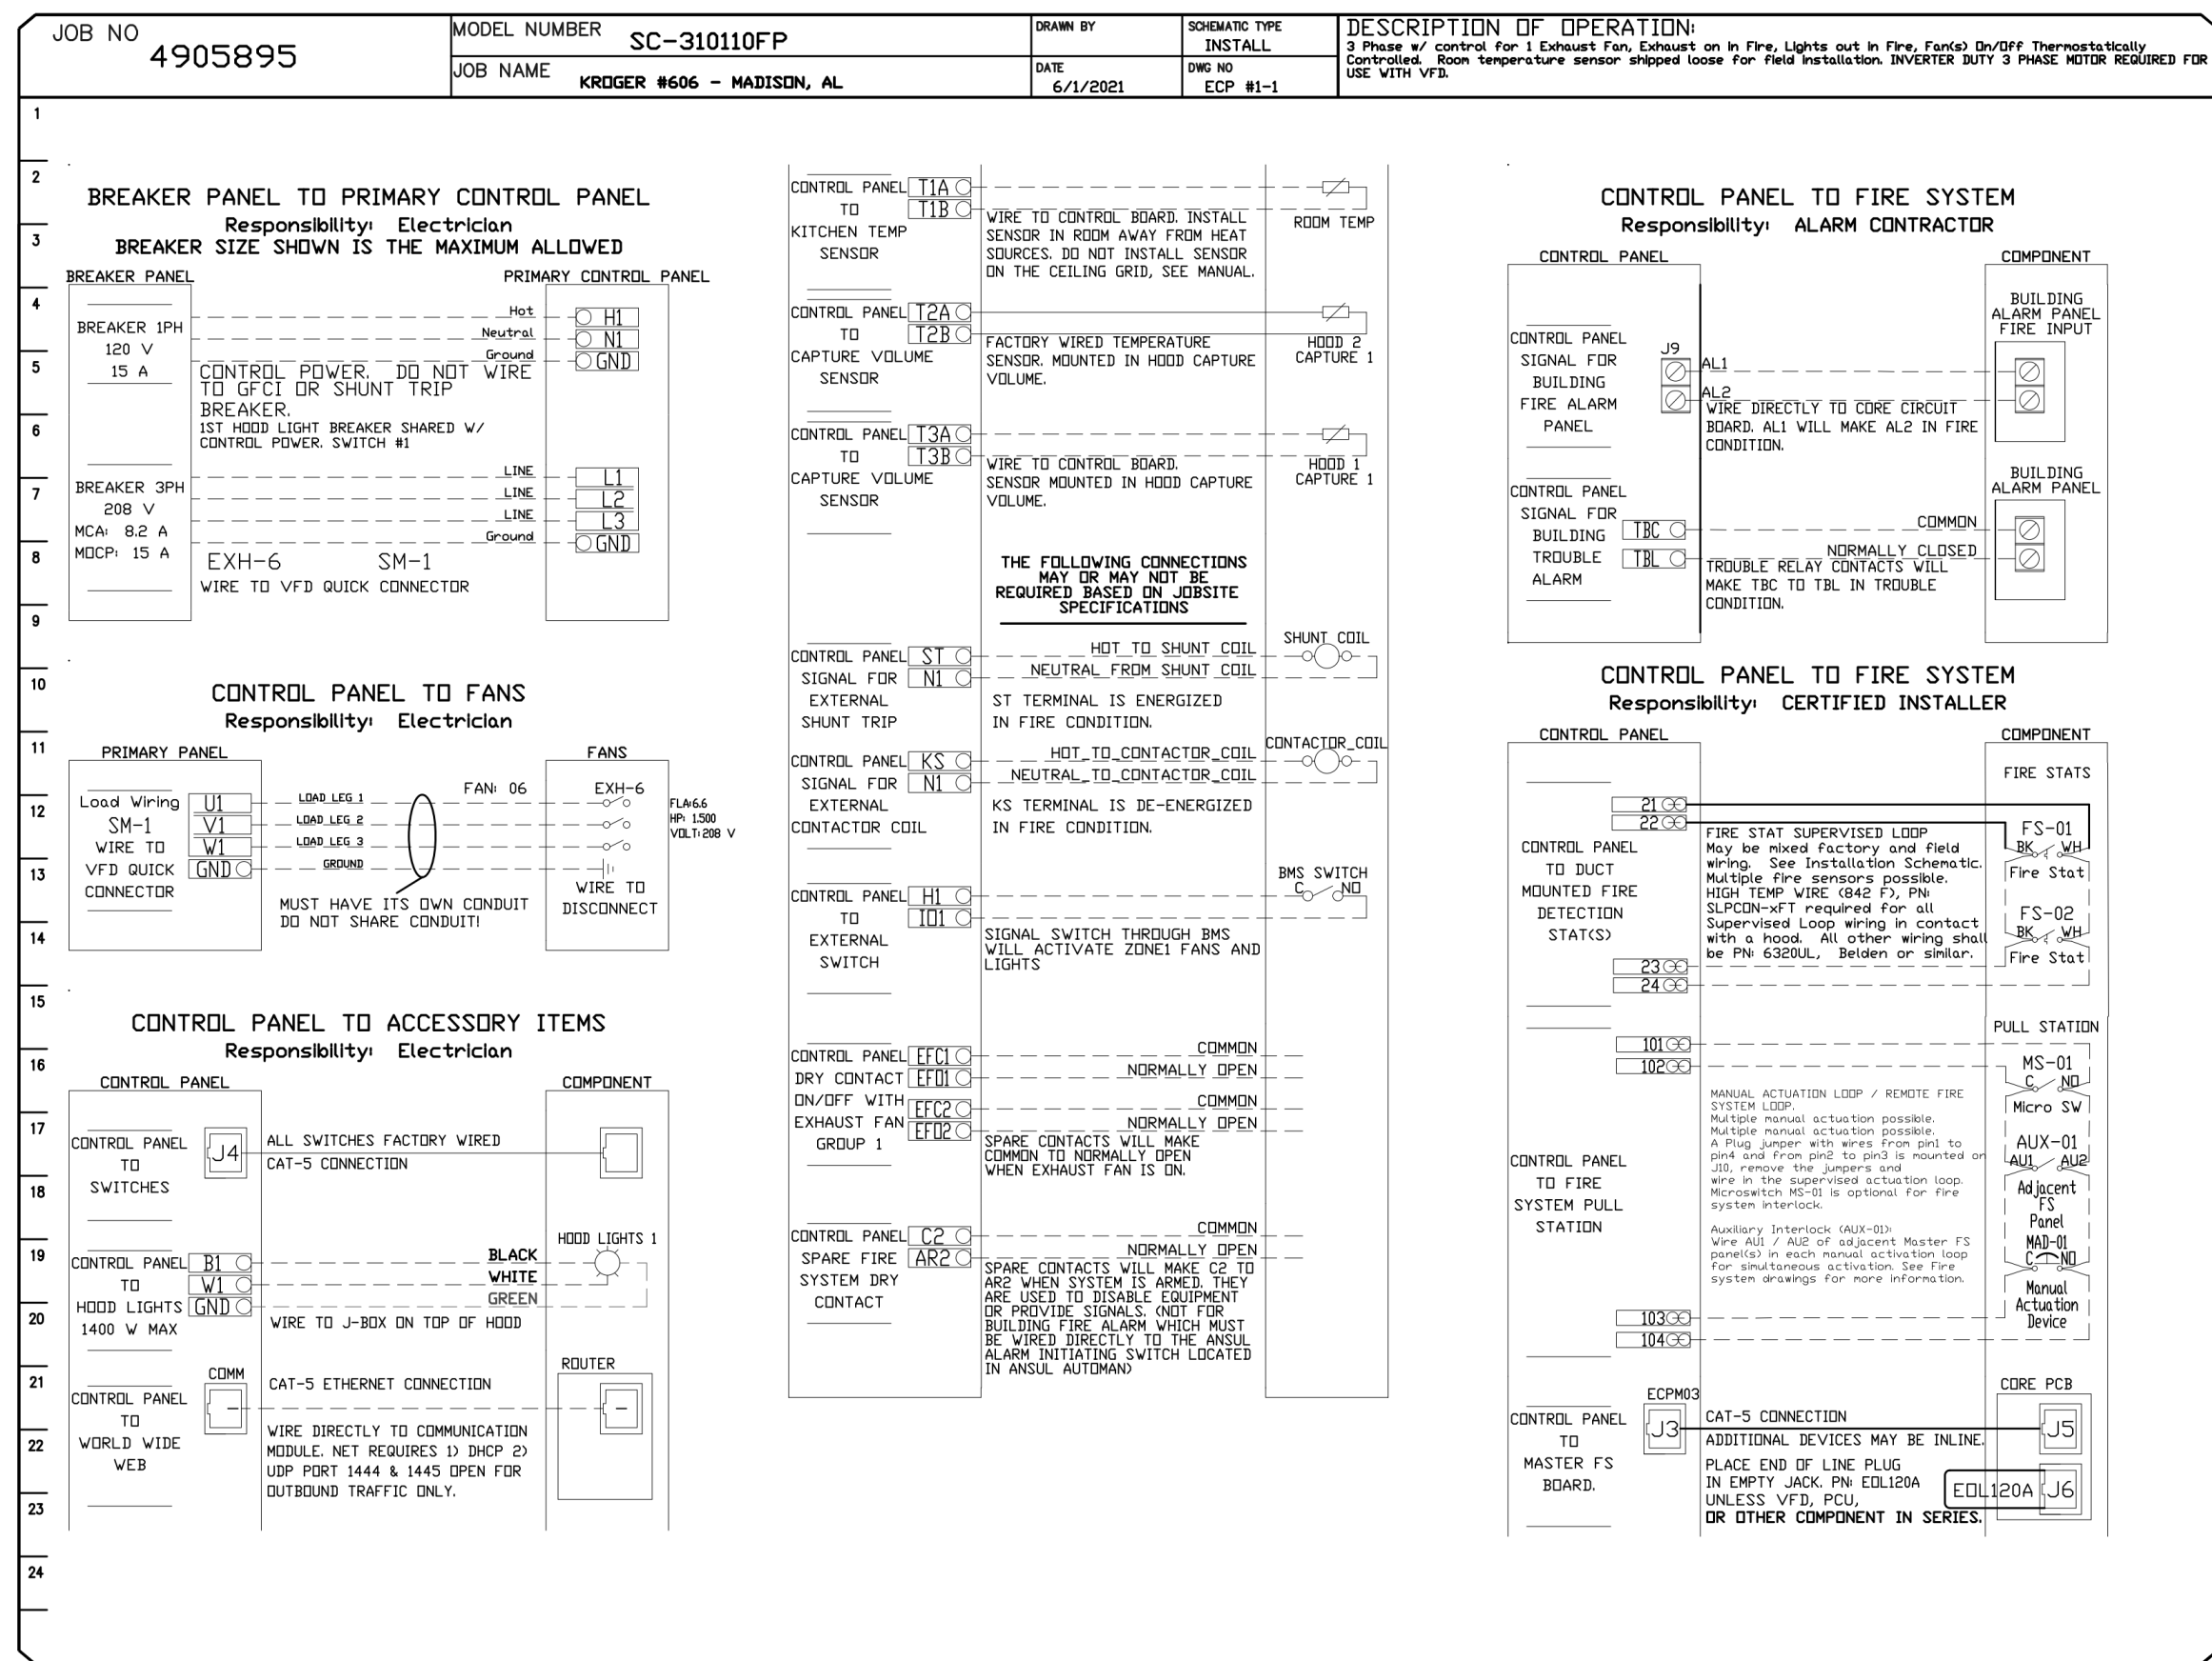 JOB NO
4905895
MODEL NUMBER
SC-310110FP
JOB NAME
KROGER #606 - MADISON, AL
DRAWN BY
DATE
6/1/2021
SCHEMATIC TYPE
INSTALL
DWG NO
ECP #1-1
DESCRIPTION OF OPERATION:
3 Phase w/ control for 1 Exhaust Fan, Exhaust on in Fire, Lights out in Fire, Fan(s) On/Off Thermostatically
Controlled. Room temperature sensor shipped loose for field installation. INVERTER DUTY 3 PHASE MOTOR REQUIRED FOR
USE WITH VFD.
1
2
3
4
5
6
7
8
9
10
11
12
13
14
15
16
17
18
19
20
21
22
23
24
BREAKER PANEL TO PRIMARY CONTROL PANEL
Responsibility: Electrician
BREAKER SIZE SHOWN IS THE MAXIMUM ALLOWED
BREAKER PANEL
PRIMARY CONTROL PANEL
BREAKER 1PH
120 V
15 A
Hot
H1
Neutral
N1
Ground
GND
CONTROL POWER. DO NOT WIRE
TO GFCI OR SHUNT TRIP
BREAKER.
1ST HOOD LIGHT BREAKER SHARED W/
CONTROL POWER. SWITCH #1
BREAKER 3PH
208 V
MCA: 8.2 A
MOCP: 15 A
LINE
L1
LINE
L2
LINE
L3
Ground
GND
EXH-6 SM-1
WIRE TO VFD QUICK CONNECTOR
CONTROL PANEL TO FANS
Responsibility: Electrician
PRIMARY PANEL
FANS
Load Wiring
SM-1
WIRE TO
VFD QUICK
CONNECTOR
U1
V1
W1
GND
LOAD LEG 1
LOAD LEG 2
LOAD LEG 3
GROUND
FAN: 06
EXH-6
FLA:6.6
HP: 1.500
VOLT:208 V
MUST HAVE ITS OWN CONDUIT
DO NOT SHARE CONDUIT!
WIRE TO
DISCONNECT
CONTROL PANEL TO ACCESSORY ITEMS
Responsibility: Electrician
CONTROL PANEL
COMPONENT
CONTROL PANEL
TO
SWITCHES
J4
ALL SWITCHES FACTORY WIRED
CAT-5 CONNECTION
CONTROL PANEL
TO
HOOD LIGHTS
1400 W MAX
B1
W1
GND
BLACK
WHITE
GREEN
HOOD LIGHTS 1
WIRE TO J-BOX ON TOP OF HOOD
CONTROL PANEL
TO
WORLD WIDE
WEB
COMM
CAT-5 ETHERNET CONNECTION
ROUTER
WIRE DIRECTLY TO COMMUNICATION
MODULE. NET REQUIRES 1) DHCP 2)
UDP PORT 1444 & 1445 OPEN FOR
OUTBOUND TRAFFIC ONLY.
CONTROL PANEL
TO
KITCHEN TEMP
SENSOR
T1A
T1B
ROOM TEMP
WIRE TO CONTROL BOARD. INSTALL
SENSOR IN ROOM AWAY FROM HEAT
SOURCES. DO NOT INSTALL SENSOR
ON THE CEILING GRID, SEE MANUAL.
CONTROL PANEL
TO
CAPTURE VOLUME
SENSOR
T2A
T2B
HOOD 2
CAPTURE 1
FACTORY WIRED TEMPERATURE
SENSOR. MOUNTED IN HOOD CAPTURE
VOLUME.
CONTROL PANEL
TO
CAPTURE VOLUME
SENSOR
T3A
T3B
HOOD 1
CAPTURE 1
WIRE TO CONTROL BOARD.
SENSOR MOUNTED IN HOOD CAPTURE
VOLUME.
THE FOLLOWING CONNECTIONS
MAY OR MAY NOT BE
REQUIRED BASED ON JOBSITE
SPECIFICATIONS
CONTROL PANEL
SIGNAL FOR
EXTERNAL
SHUNT TRIP
ST
N1
HOT TO SHUNT COIL
NEUTRAL FROM SHUNT COIL
SHUNT COIL
ST TERMINAL IS ENERGIZED
IN FIRE CONDITION.
CONTROL PANEL
SIGNAL FOR
EXTERNAL
CONTACTOR COIL
KS
N1
HOT_TO_CONTACTOR_COIL
NEUTRAL_TO_CONTACTOR_COIL
CONTACTOR_COIL
KS TERMINAL IS DE-ENERGIZED
IN FIRE CONDITION.
CONTROL PANEL
TO
EXTERNAL
SWITCH
H1
IO1
BMS SWITCH
C NO
SIGNAL SWITCH THROUGH BMS
WILL ACTIVATE ZONE1 FANS AND
LIGHTS
CONTROL PANEL
DRY CONTACT
ON/OFF WITH
EXHAUST FAN
GROUP 1
EFC1
EFO1
EFC2
EFO2
COMMON
NORMALLY OPEN
COMMON
NORMALLY OPEN
SPARE CONTACTS WILL MAKE
COMMON TO NORMALLY OPEN
WHEN EXHAUST FAN IS ON.
CONTROL PANEL
SPARE FIRE
SYSTEM DRY
CONTACT
C2
AR2
COMMON
NORMALLY OPEN
SPARE CONTACTS WILL MAKE C2 TO
AR2 WHEN SYSTEM IS ARMED. THEY
ARE USED TO DISABLE EQUIPMENT
OR PROVIDE SIGNALS. (NOT FOR
BUILDING FIRE ALARM WHICH MUST
BE WIRED DIRECTLY TO THE ANSUL
ALARM INITIATING SWITCH LOCATED
IN ANSUL AUTOMAN)
CONTROL PANEL TO FIRE SYSTEM
Responsibility: ALARM CONTRACTOR
CONTROL PANEL
COMPONENT
CONTROL PANEL
SIGNAL FOR
BUILDING
FIRE ALARM
PANEL
J9
AL1
AL2
BUILDING
ALARM PANEL
FIRE INPUT
WIRE DIRECTLY TO CORE CIRCUIT
BOARD. AL1 WILL MAKE AL2 IN FIRE
CONDITION.
CONTROL PANEL
SIGNAL FOR
BUILDING
TROUBLE
ALARM
TBC
TBL
COMMON
NORMALLY CLOSED
BUILDING
ALARM PANEL
TROUBLE RELAY CONTACTS WILL
MAKE TBC TO TBL IN TROUBLE
CONDITION.
CONTROL PANEL TO FIRE SYSTEM
Responsibility: CERTIFIED INSTALLER
CONTROL PANEL
COMPONENT
FIRE STATS
21
22
CONTROL PANEL
TO DUCT
MOUNTED FIRE
DETECTION
STAT(S)
FIRE STAT SUPERVISED LOOP
May be mixed factory and field
wiring. See Installation Schematic.
Multiple fire sensors possible.
HIGH TEMP WIRE (842 F), PN:
SLPCON-xFT required for all
Supervised Loop wiring in contact
with a hood. All other wiring shall
be PN: 6320UL, Belden or similar.
FS-01
BK WH
Fire Stat
FS-02
BK WH
Fire Stat
23
24
PULL STATION
101
102
CONTROL PANEL
TO FIRE
SYSTEM PULL
STATION
MANUAL ACTUATION LOOP / REMOTE FIRE
SYSTEM LOOP.
Multiple manual actuation possible.
Multiple manual actuation possible.
A Plug jumper with wires from pin1 to
pin4 and from pin2 to pin3 is mounted on
J10, remove the jumpers and
wire in the supervised actuation loop.
Microswitch MS-01 is optional for fire
system interlock.
Auxiliary Interlock (AUX-01):
Wire AU1 / AU2 of adjacent Master FS
panel(s) in each manual activation loop
for simultaneous activation. See Fire
system drawings for more information.
MS-01
C NO
Micro SW
AUX-01
AU1 AU2
Adjacent
FS
Panel
MAD-01
C NO
Manual
Actuation
Device
103
104
CONTROL PANEL
TO
MASTER FS
BOARD.
ECPM03
J3
CAT-5 CONNECTION
ADDITIONAL DEVICES MAY BE INLINE.
PLACE END OF LINE PLUG
IN EMPTY JACK. PN: EOL120A
UNLESS VFD, PCU,
OR OTHER COMPONENT IN SERIES.
CORE PCB
J5
EOL120A
J6